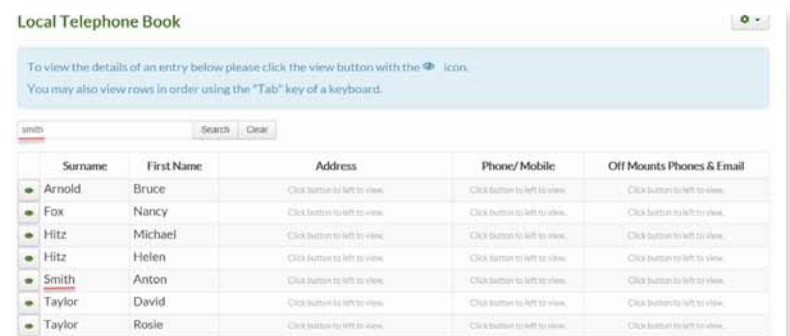 Local Telephone Book
To view the details of an entry below please click the view button with the icon.
You may also view rows in order using the "Tab" key of a keyboard.
smith Search Clear
Surname First Name Address Phone/ Mobile Off Mounts Phones & Email
Arnold Bruce Click button to left to view. Click button to left to view. Click button to left to view.
Fox Nancy Click button to left to view. Click button to left to view. Click button to left to view.
Hitz Michael Click button to left to view. Click button to left to view. Click button to left to view.
Hitz Helen Click button to left to view. Click button to left to view. Click button to left to view.
Smith Anton Click button to left to view. Click button to left to view. Click button to left to view.
Taylor David Click button to left to view. Click button to left to view. Click button to left to view.
Taylor Rosie Click button to left to view. Click button to left to view. Click button to left to view.